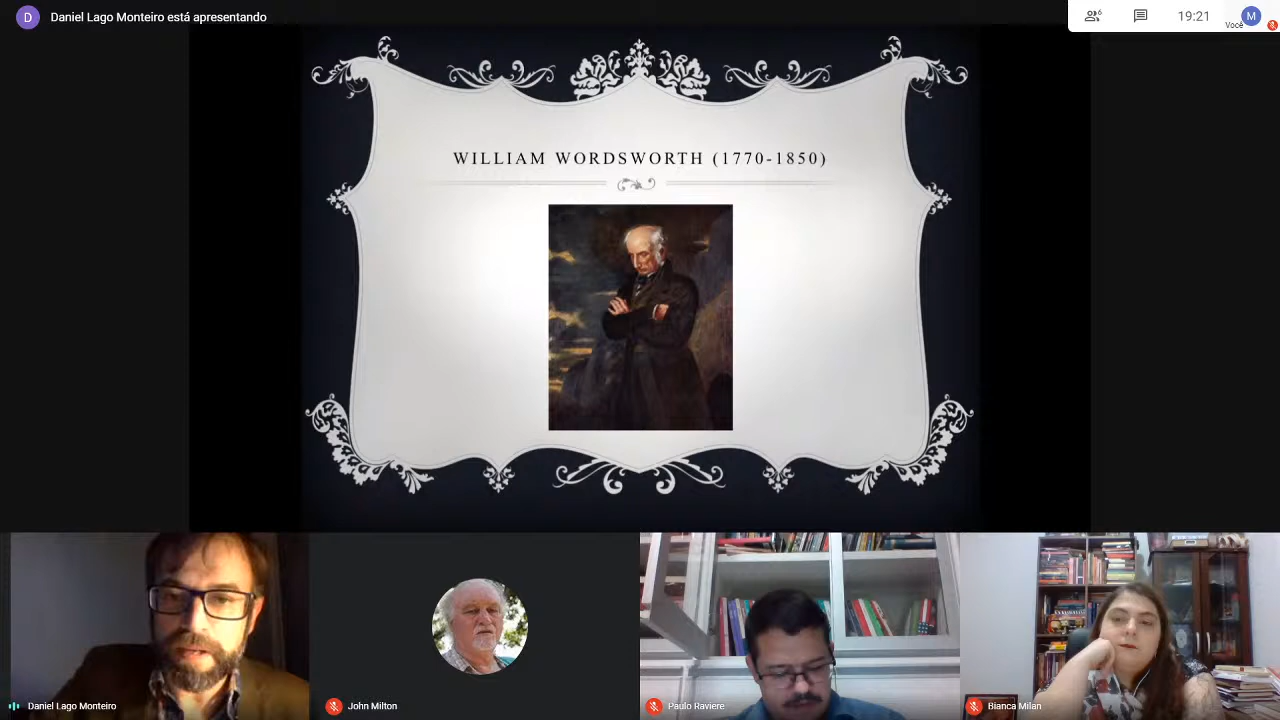 D
Daniel Lago Monteiro está apresentando
6
19:21
Você
M
WILLIAM WORDSWORTH (1770-1850)
Daniel Lago Monteiro
John Milton
Paulo Raviere
Bianca Milan